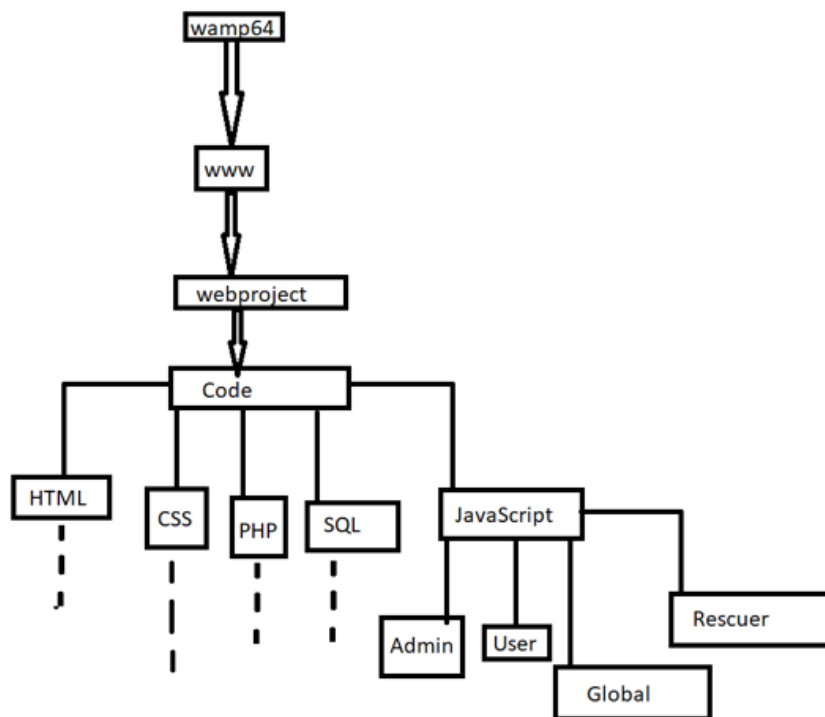 wamp64
www
webproject
Code
HTML
CSS
PHP
SQL
JavaScript
Admin
User
Global
Rescuer